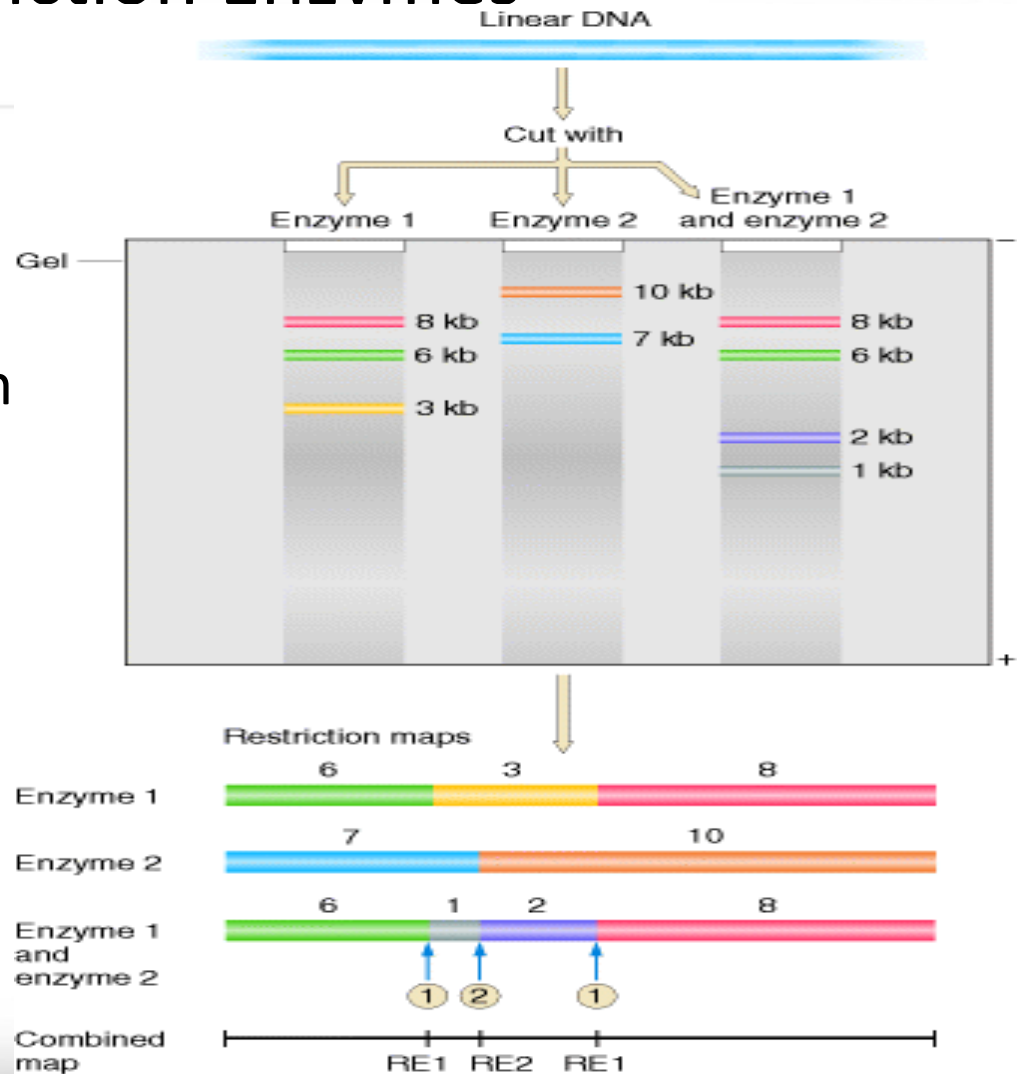 Linear DNA
Cut with
Enzyme 1
Enzyme 2
Enzyme 1
and enzyme 2
Gel
−
10 kb
8 kb
7 kb
8 kb
6 kb
6 kb
3 kb
2 kb
1 kb
+
Restriction maps
6 3 8
Enzyme 1
7 10
Enzyme 2
6 1 2 8
Enzyme 1
and
enzyme 2
1 2 1
Combined
map
RE1 RE2 RE1